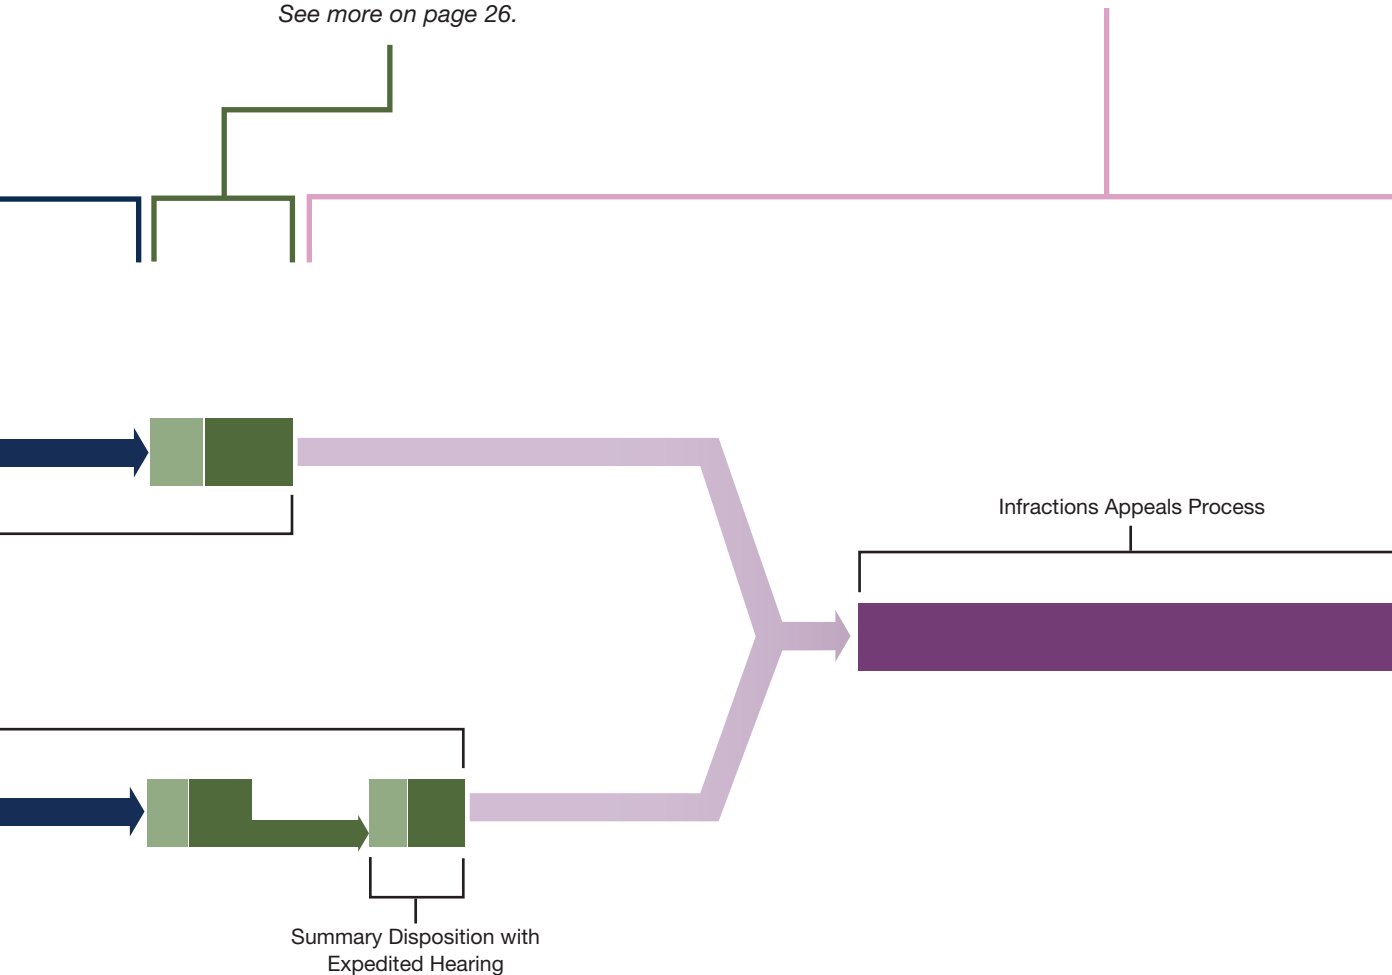 See more on page 26.
Infractions Appeals Process
Summary Disposition with
Expedited Hearing